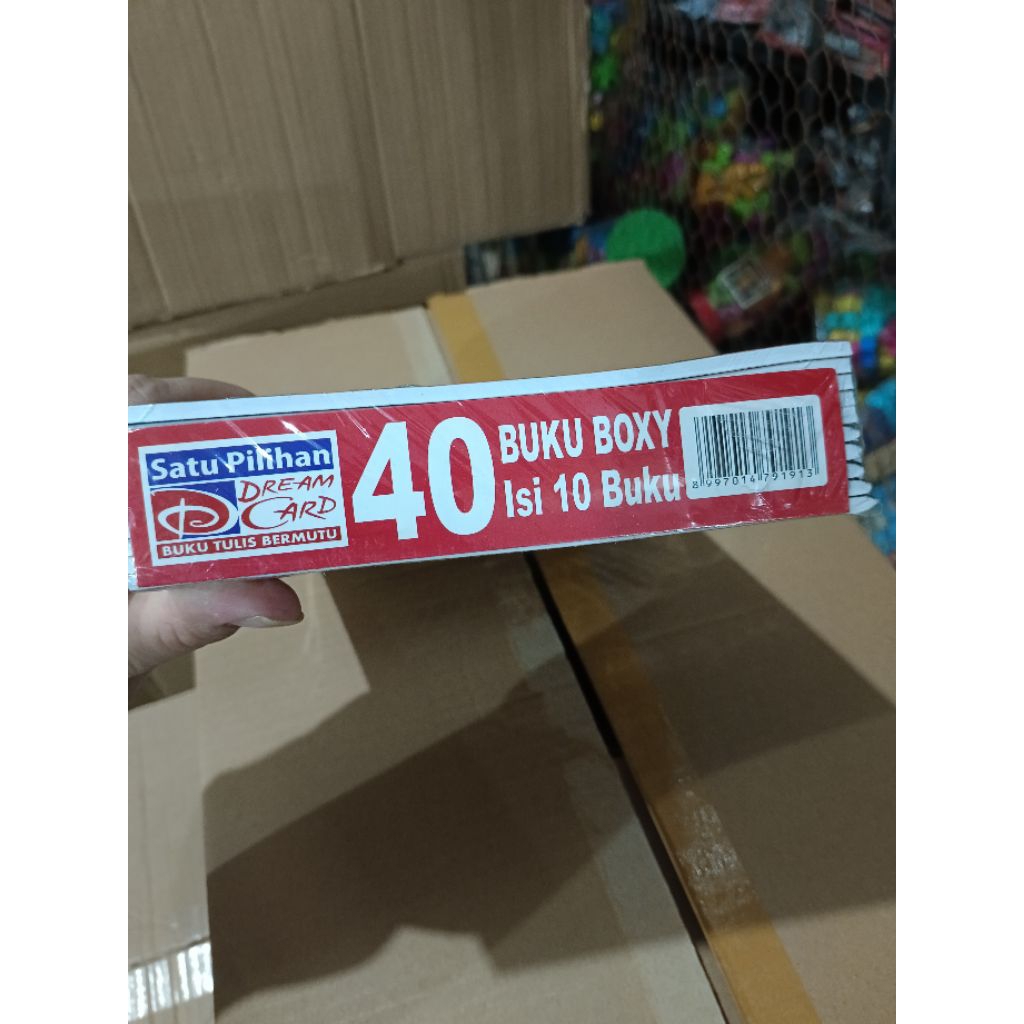 Satu Pilihan
DREAM
CARD
BUKU TULIS BERMUTU
40
BUKU BOXY
Isi 10 Buku
8 997014 791913